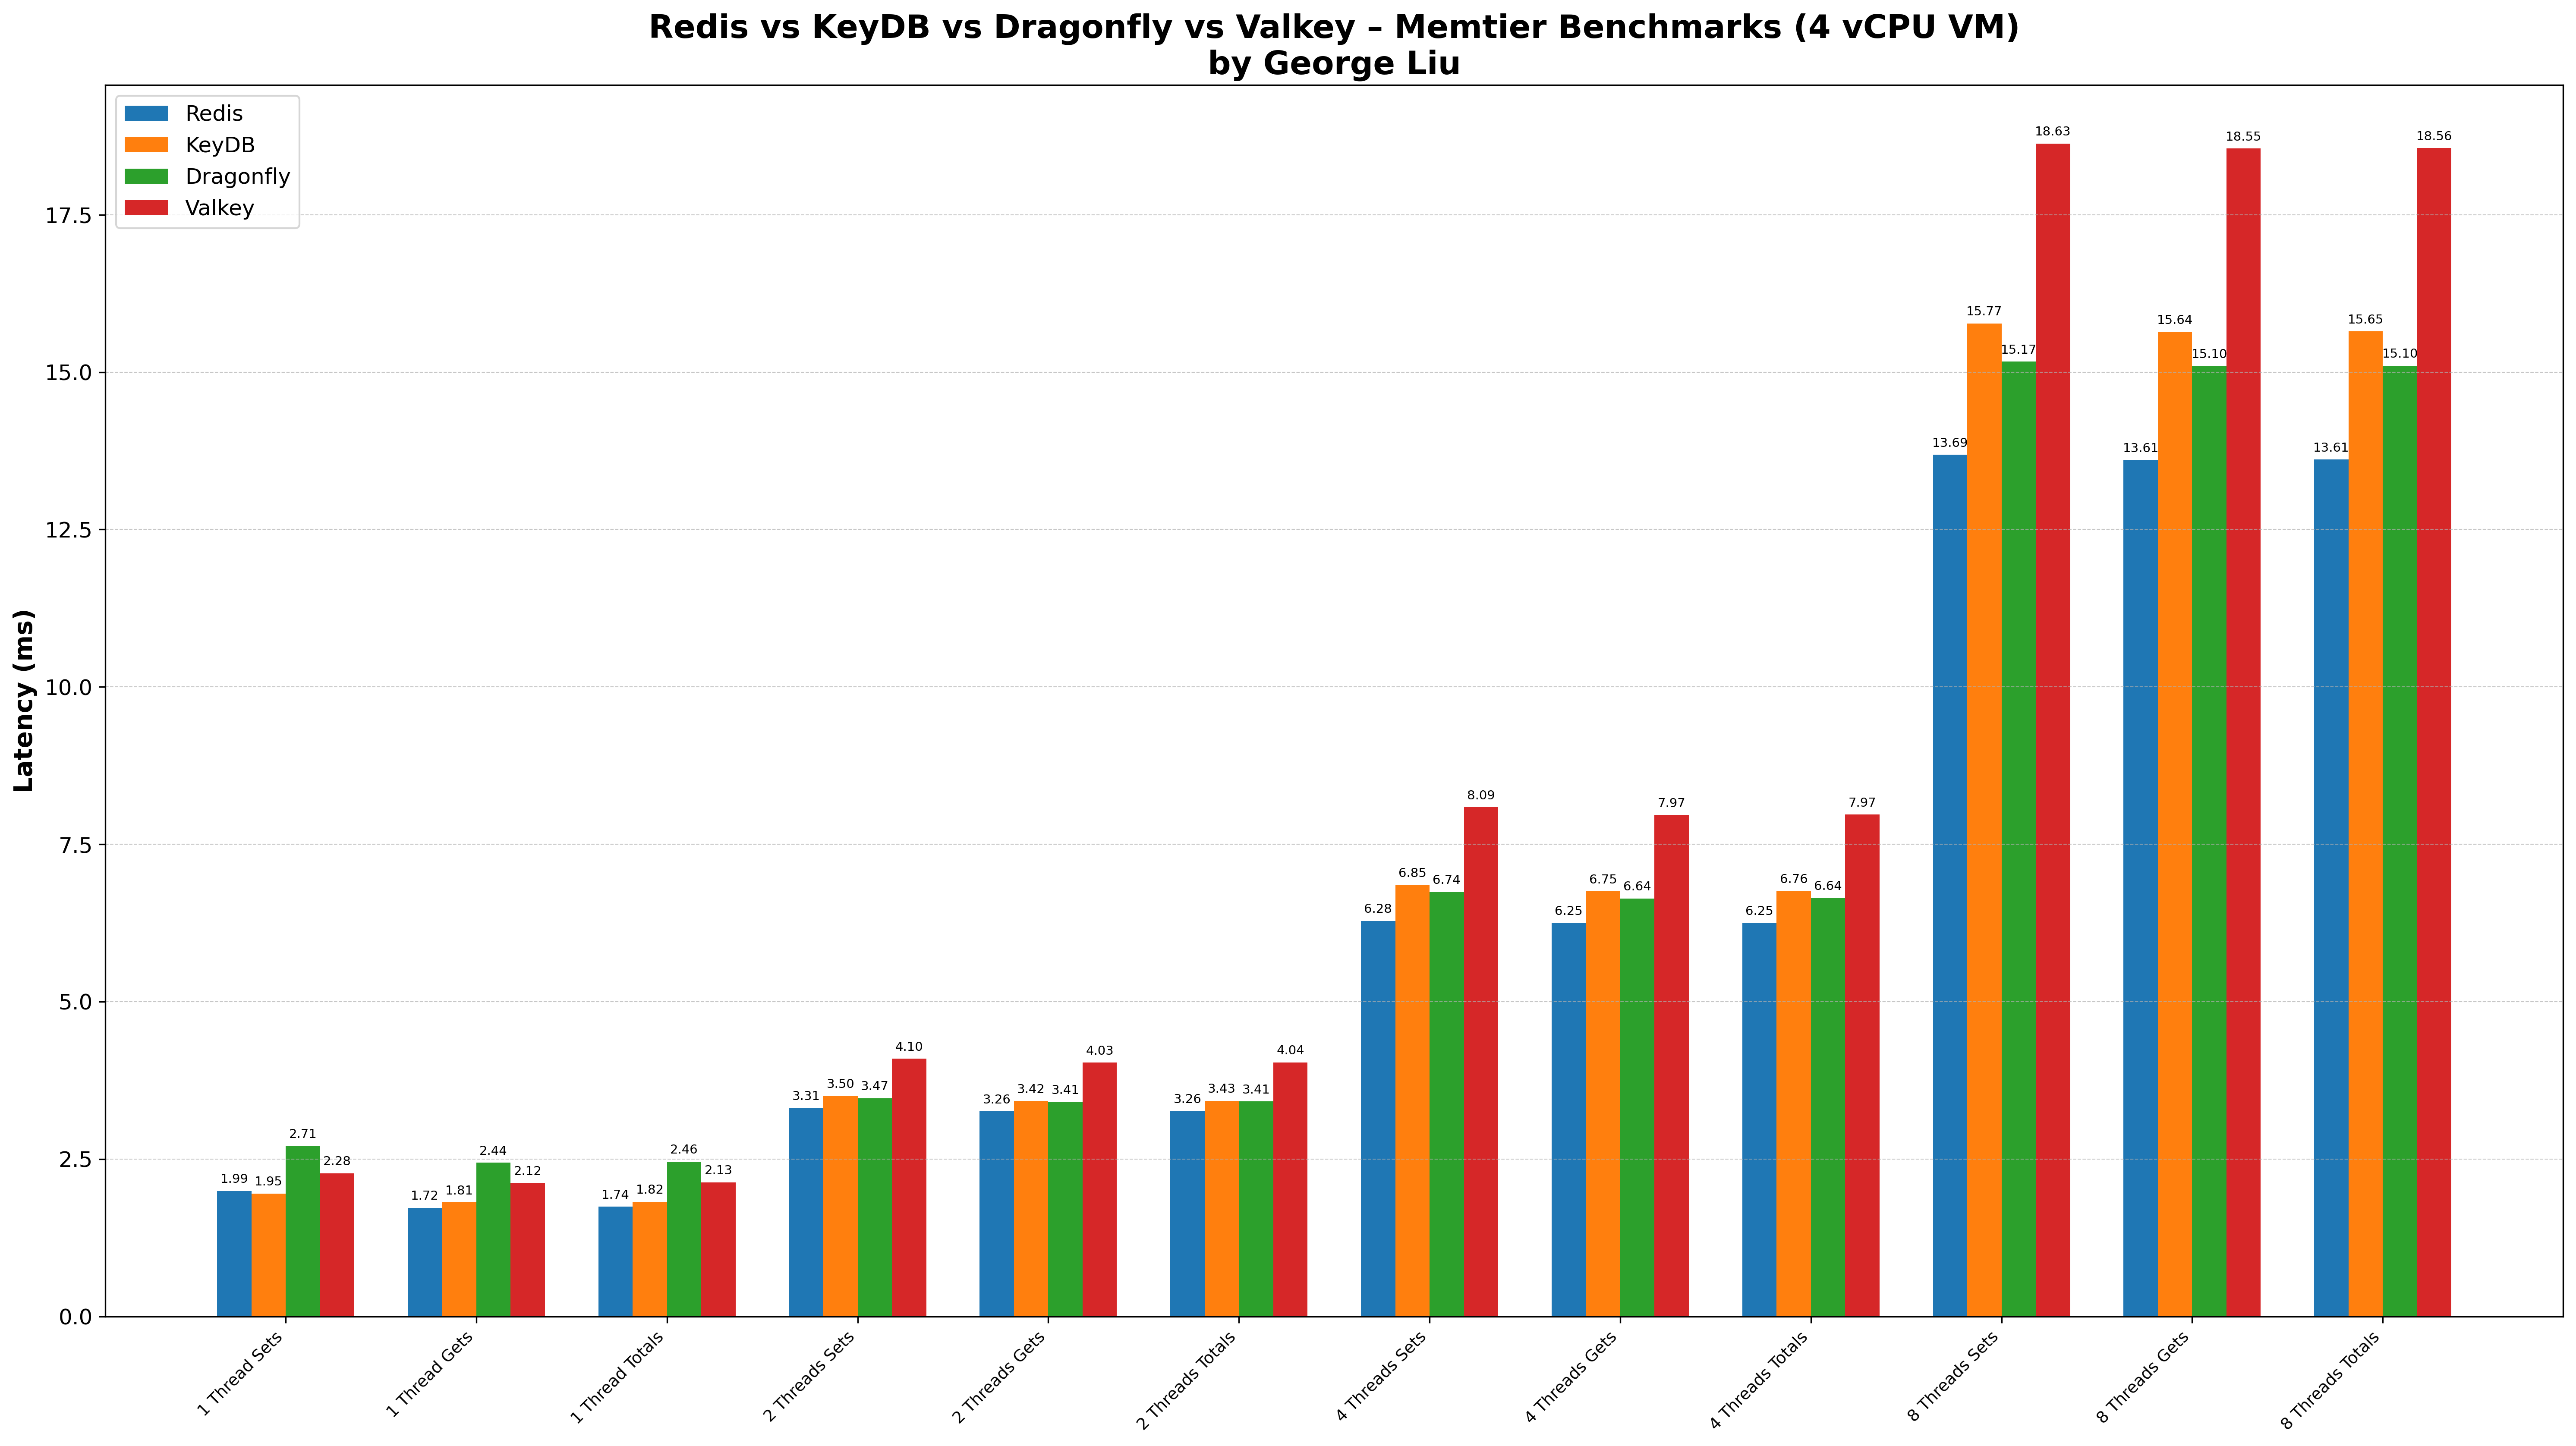 Redis vs KeyDB vs Dragonfly vs Valkey – Memtier Benchmarks (4 vCPU VM)
by George Liu
Redis
KeyDB
Dragonfly
Valkey
Latency (ms)
17.5
15.0
12.5
10.0
7.5
5.0
2.5
0.0
1.99 1.95 2.71 2.28
1.72 1.81 2.44 2.12
1.74 1.82 2.46 2.13
3.31 3.50 3.47 4.10
3.26 3.42 3.41 4.03
3.26 3.43 3.41 4.04
6.28 6.85 6.74 8.09
6.25 6.75 6.64 7.97
6.25 6.76 6.64 7.97
13.69 15.77 15.17 18.63
13.61 15.64 15.10 18.55
13.61 15.65 15.10 18.56
1 Thread Sets
1 Thread Gets
1 Thread Totals
2 Threads Sets
2 Threads Gets
2 Threads Totals
4 Threads Sets
4 Threads Gets
4 Threads Totals
8 Threads Sets
8 Threads Gets
8 Threads Totals